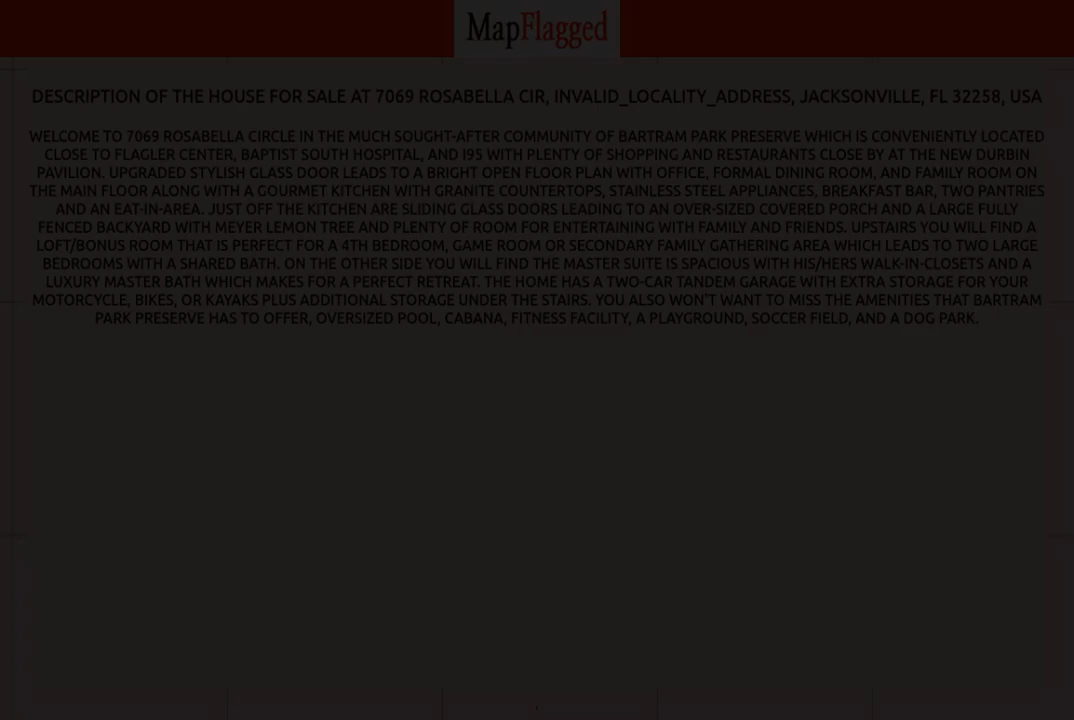 MapFlagged
DESCRIPTION OF THE HOUSE FOR SALE AT 7069 ROSABELLA CIR, INVALID_LOCALITY_ADDRESS, JACKSONVILLE, FL 32258, USA
WELCOME TO 7069 ROSABELLA CIRCLE IN THE MUCH SOUGHT-AFTER COMMUNITY OF BARTRAM PARK PRESERVE WHICH IS CONVENIENTLY LOCATED
CLOSE TO FLAGLER CENTER, BAPTIST SOUTH HOSPITAL, AND I95 WITH PLENTY OF SHOPPING AND RESTAURANTS CLOSE BY AT THE NEW DURBIN
PAVILION. UPGRADED STYLISH GLASS DOOR LEADS TO A BRIGHT OPEN FLOOR PLAN WITH OFFICE, FORMAL DINING ROOM, AND FAMILY ROOM ON
THE MAIN FLOOR ALONG WITH A GOURMET KITCHEN WITH GRANITE COUNTERTOPS, STAINLESS STEEL APPLIANCES, BREAKFAST BAR, TWO PANTRIES
AND AN EAT-IN-AREA. JUST OFF THE KITCHEN ARE SLIDING GLASS DOORS LEADING TO AN OVER-SIZED COVERED PORCH AND A LARGE FULLY
FENCED BACKYARD WITH MEYER LEMON TREE AND PLENTY OF ROOM FOR ENTERTAINING WITH FAMILY AND FRIENDS. UPSTAIRS YOU WILL FIND A
LOFT/BONUS ROOM THAT IS PERFECT FOR A 4TH BEDROOM, GAME ROOM OR SECONDARY FAMILY GATHERING AREA WHICH LEADS TO TWO LARGE
BEDROOMS WITH A SHARED BATH. ON THE OTHER SIDE YOU WILL FIND THE MASTER SUITE IS SPACIOUS WITH HIS/HERS WALK-IN-CLOSETS AND A
LUXURY MASTER BATH WHICH MAKES FOR A PERFECT RETREAT. THE HOME HAS A TWO-CAR TANDEM GARAGE WITH EXTRA STORAGE FOR YOUR
MOTORCYCLE, BIKES, OR KAYAKS PLUS ADDITIONAL STORAGE UNDER THE STAIRS. YOU ALSO WON'T WANT TO MISS THE AMENITIES THAT BARTRAM
PARK PRESERVE HAS TO OFFER, OVERSIZED POOL, CABANA, FITNESS FACILITY, A PLAYGROUND, SOCCER FIELD, AND A DOG PARK.